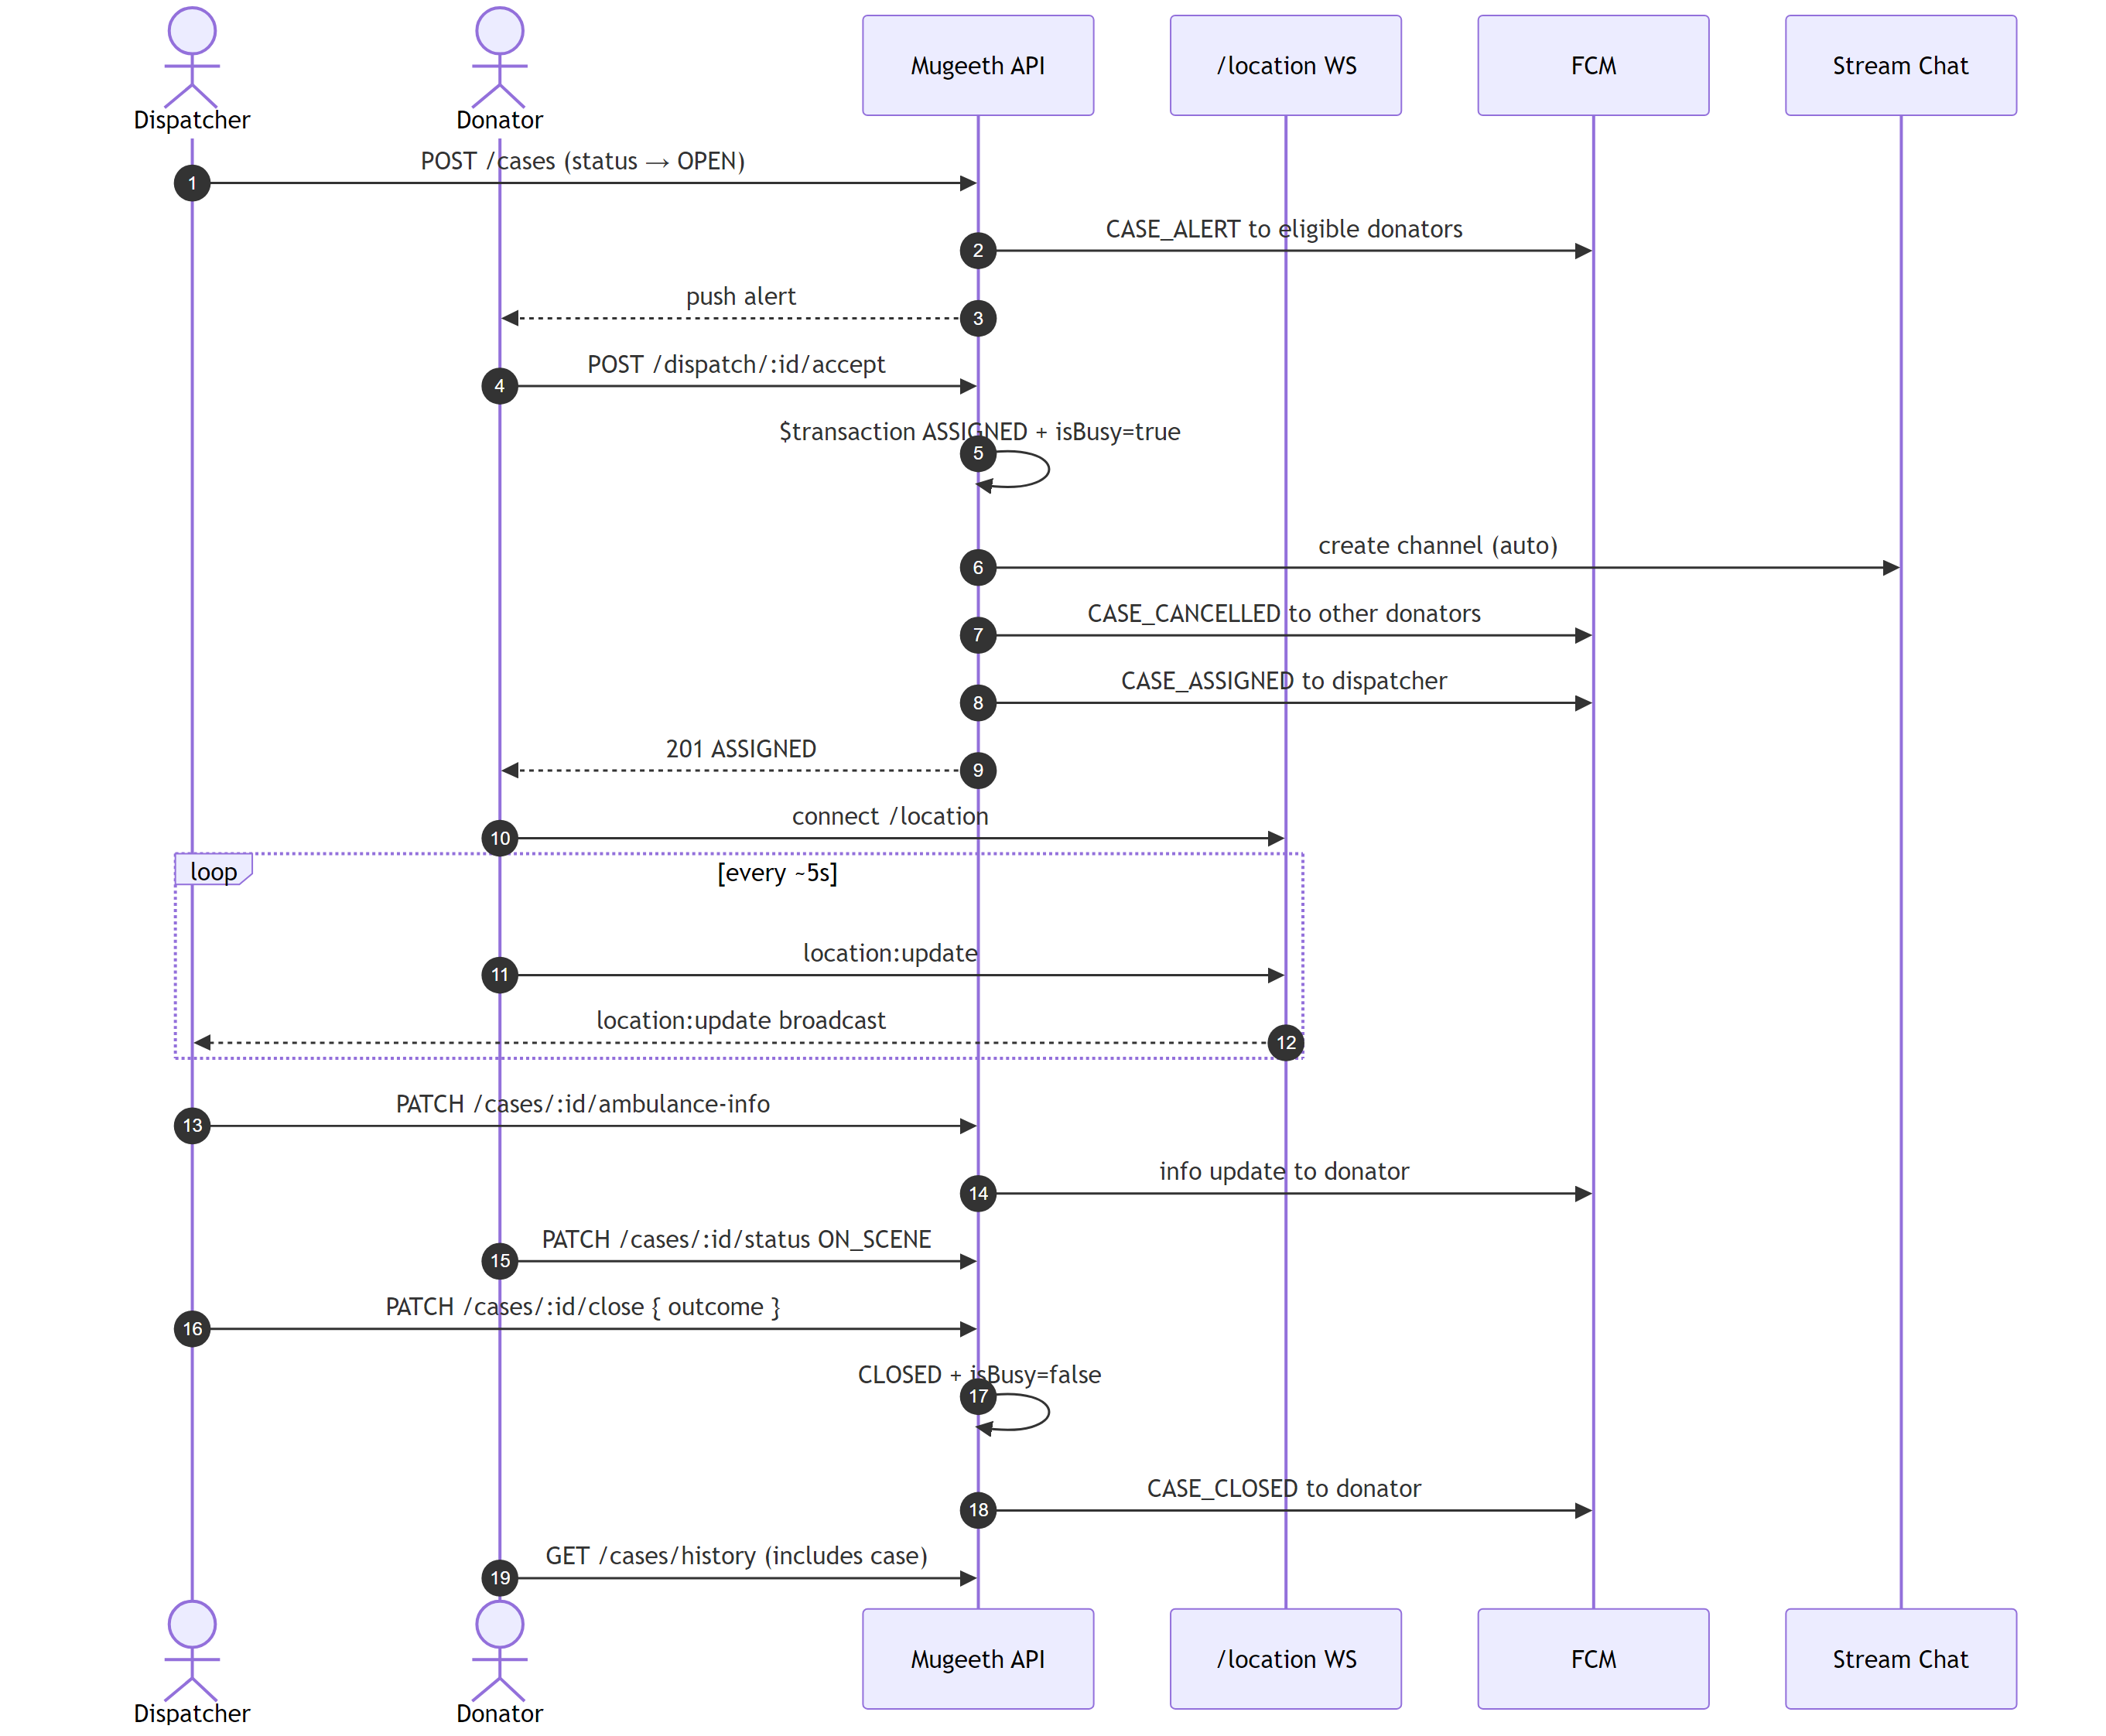 Dispatcher
Donator
Mugeeth API
/location WS
FCM
Stream Chat
POST /cases (status → OPEN)
1
CASE_ALERT to eligible donators
2
push alert
3
POST /dispatch/:id/accept
4
$transaction ASSIGNED + isBusy=true
5
create channel (auto)
6
CASE_CANCELLED to other donators
7
CASE_ASSIGNED to dispatcher
8
201 ASSIGNED
9
connect /location
10
loop
[every ~5s]
location:update
11
location:update broadcast
12
PATCH /cases/:id/ambulance-info
13
info update to donator
14
PATCH /cases/:id/status ON_SCENE
15
PATCH /cases/:id/close { outcome }
16
CLOSED + isBusy=false
17
CASE_CLOSED to donator
18
GET /cases/history (includes case)
19
Dispatcher
Donator
Mugeeth API
/location WS
FCM
Stream Chat